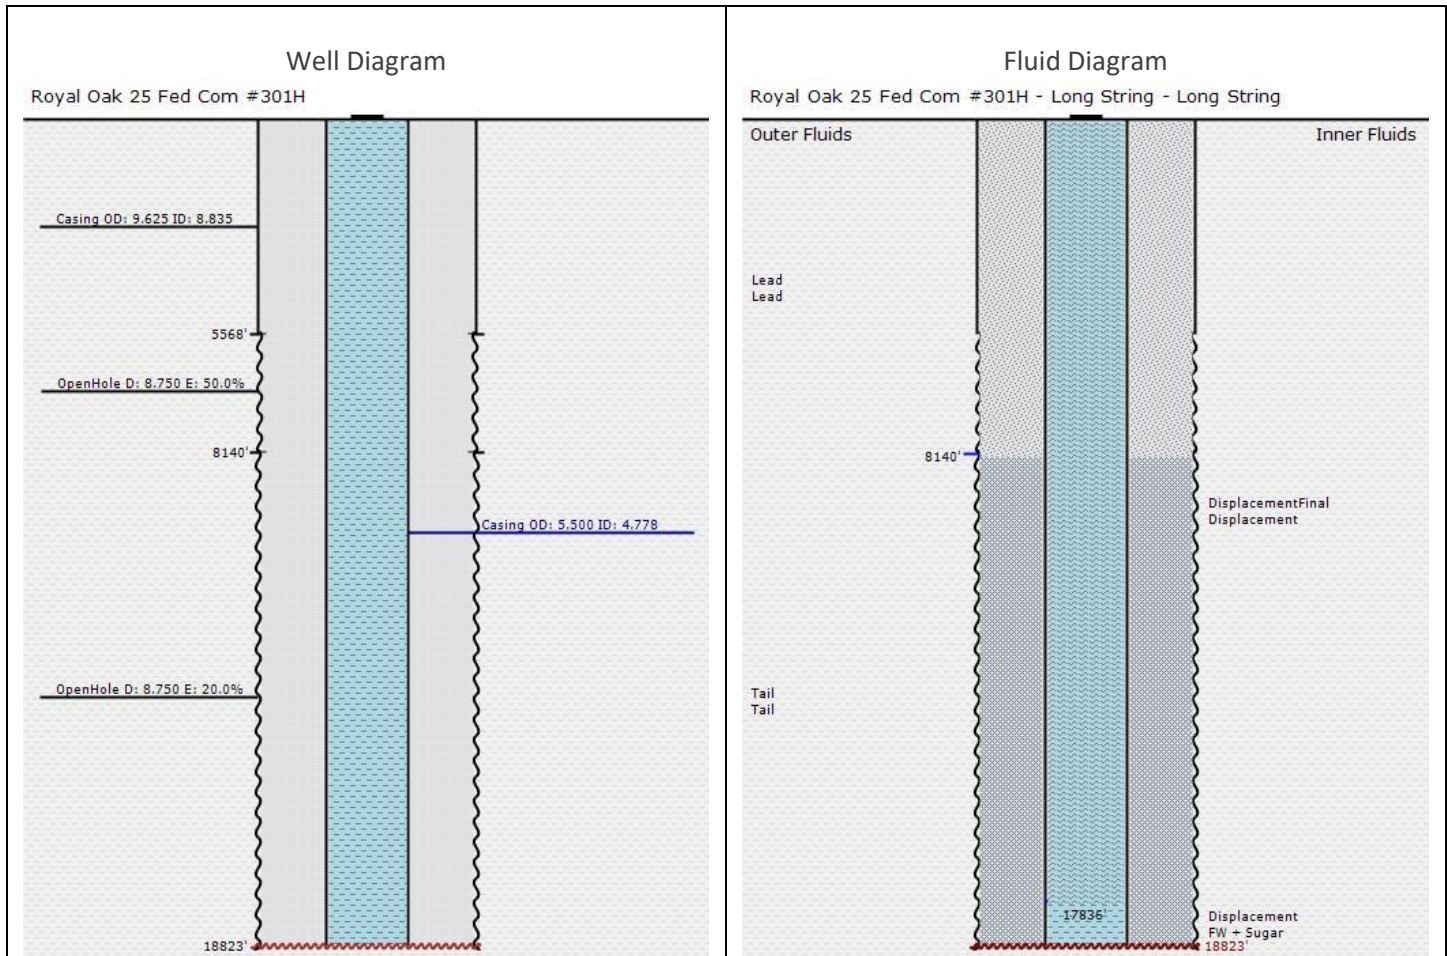 Well Diagram
Royal Oak 25 Fed Com #301H
Casing OD: 9.625 ID: 8.835
5568'
OpenHole D: 8.750 E: 50.0%
8140'
Casing OD: 5.500 ID: 4.778
OpenHole D: 8.750 E: 20.0%
18823'
Fluid Diagram
Royal Oak 25 Fed Com #301H - Long String - Long String
Outer Fluids
Inner Fluids
Lead
Lead
8140'
DisplacementFinal
Displacement
Tail
Tail
17836'
Displacement
FW + Sugar
18823'